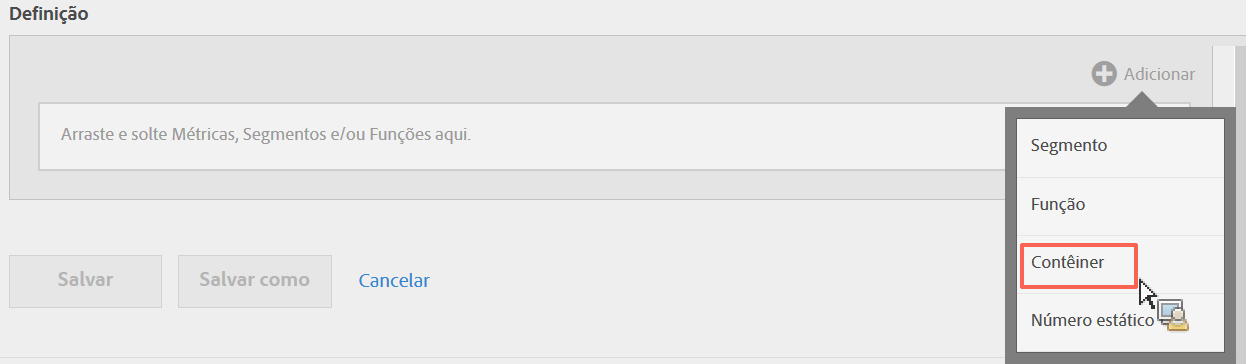 Definição
Adicionar
Arraste e solte Métricas, Segmentos e/ou Funções aqui.
Segmento
Função
Contêiner
Número estático
Salvar
Salvar como
Cancelar